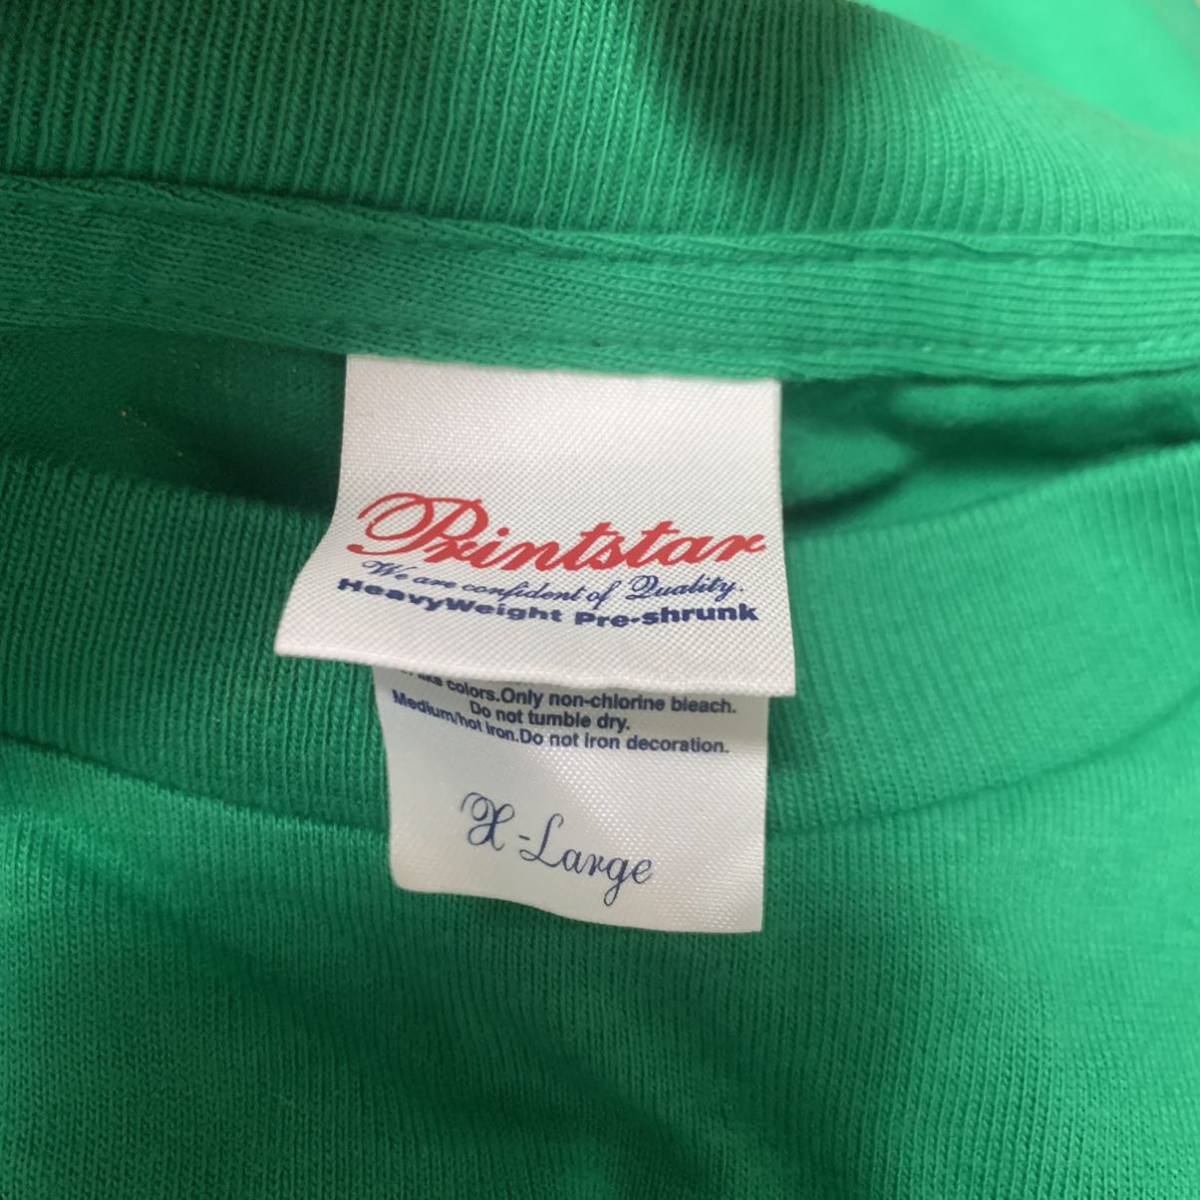 Printstar
We are confident of Quality.
HeavyWeight Pre-shrunk
colors.Only non-chlorine bleach.
Do not tumble dry.
Medium/hot iron.Do not iron decoration.
X-Large